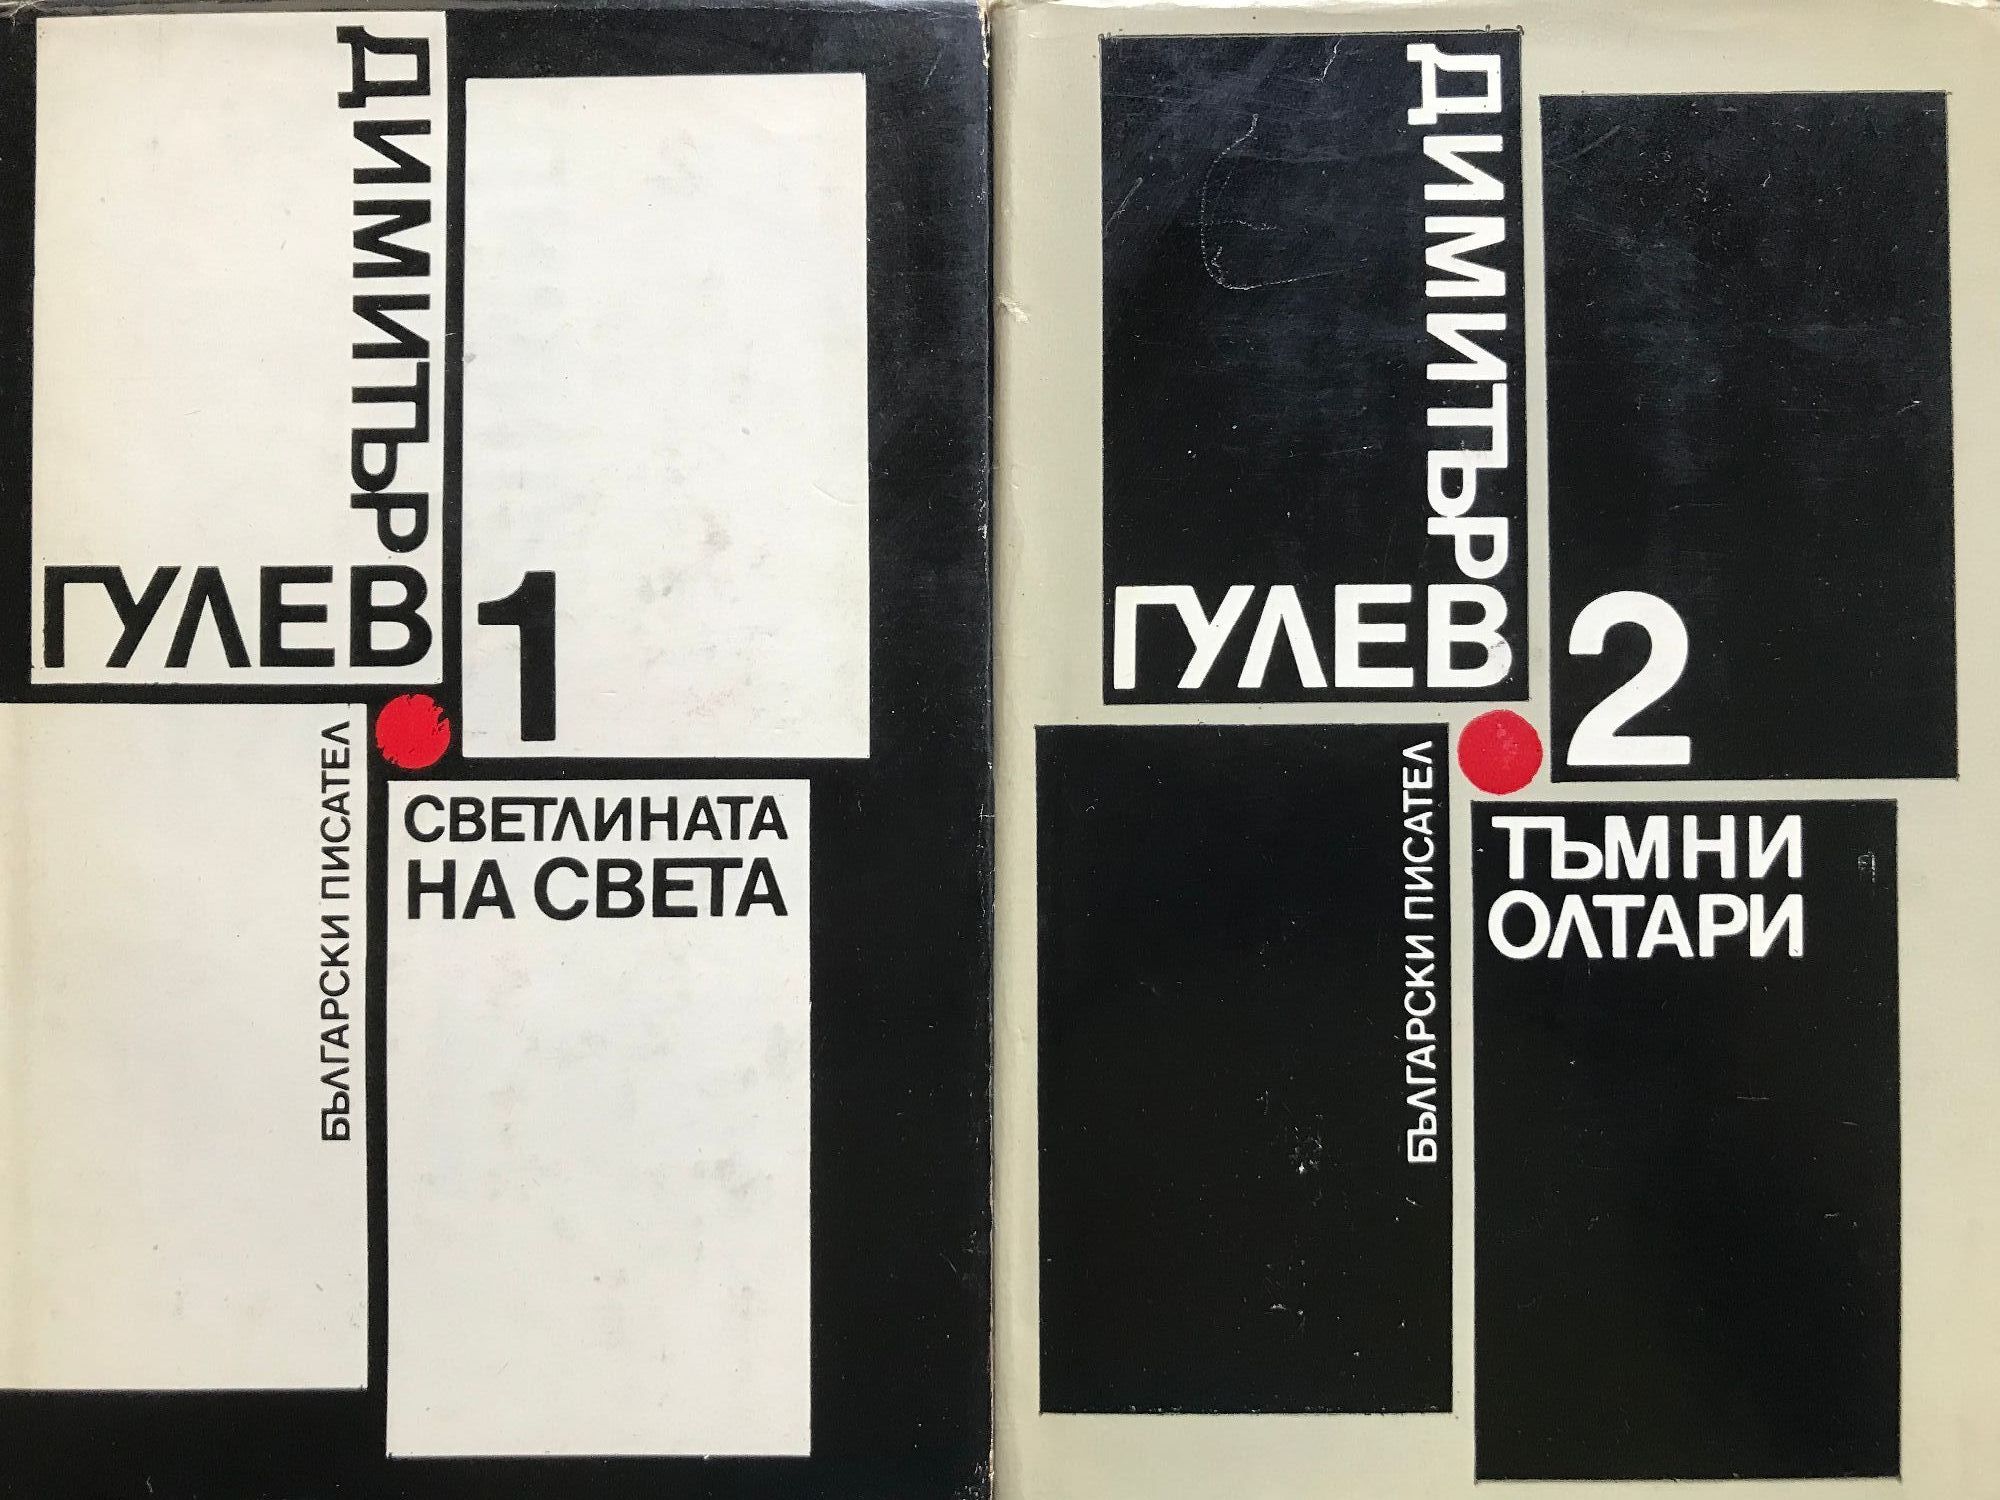 ДИМИТЪР
ГУЛЕВ
1
БЪЛГАРСКИ ПИСАТЕЛ
СВЕТЛИНАТА
НА СВЕТА
ДИМИТЪР
ГУЛЕВ
2
БЪЛГАРСКИ ПИСАТЕЛ
ТЪМНИ
ОЛТАРИ